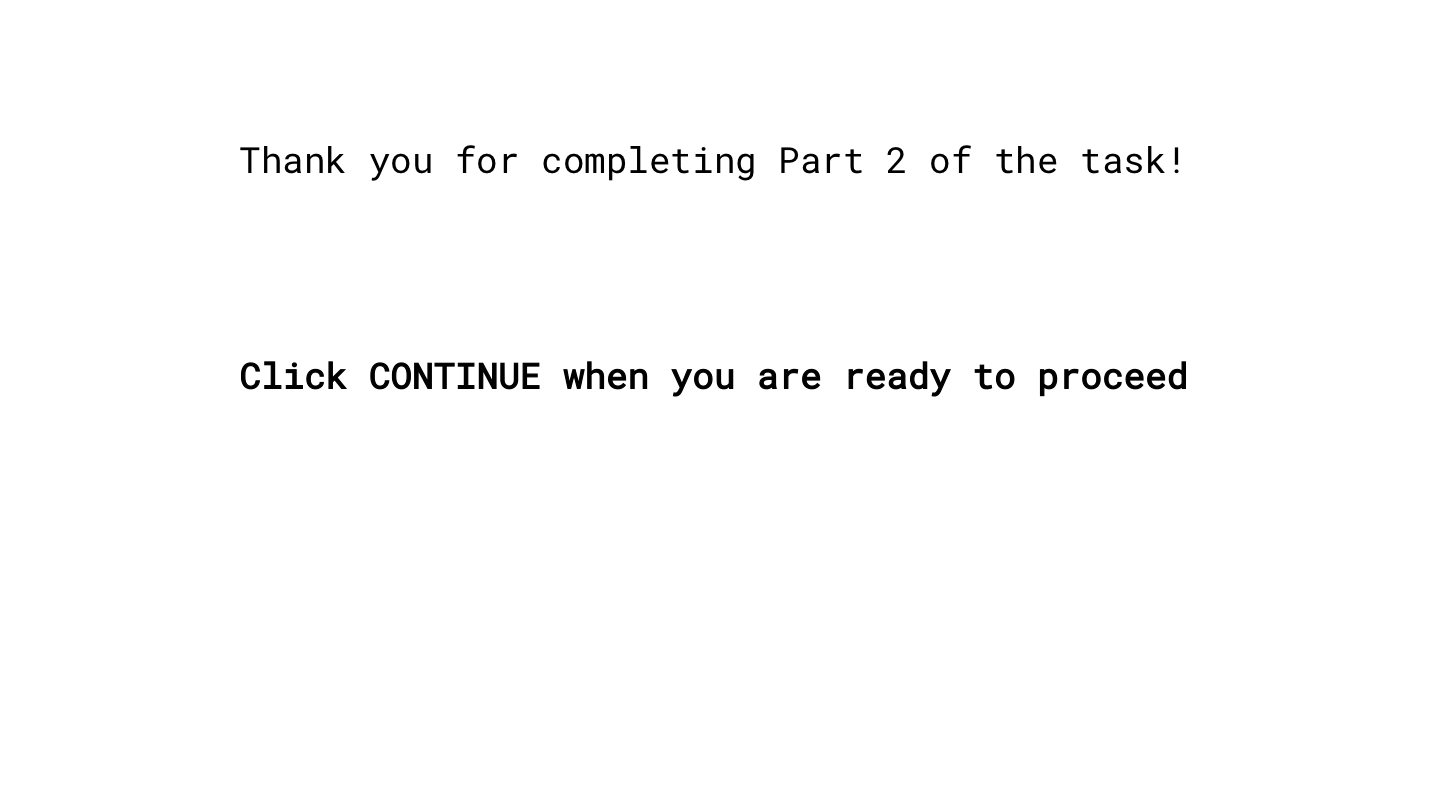 Thank you for completing Part 2 of the task!
Click CONTINUE when you are ready to proceed